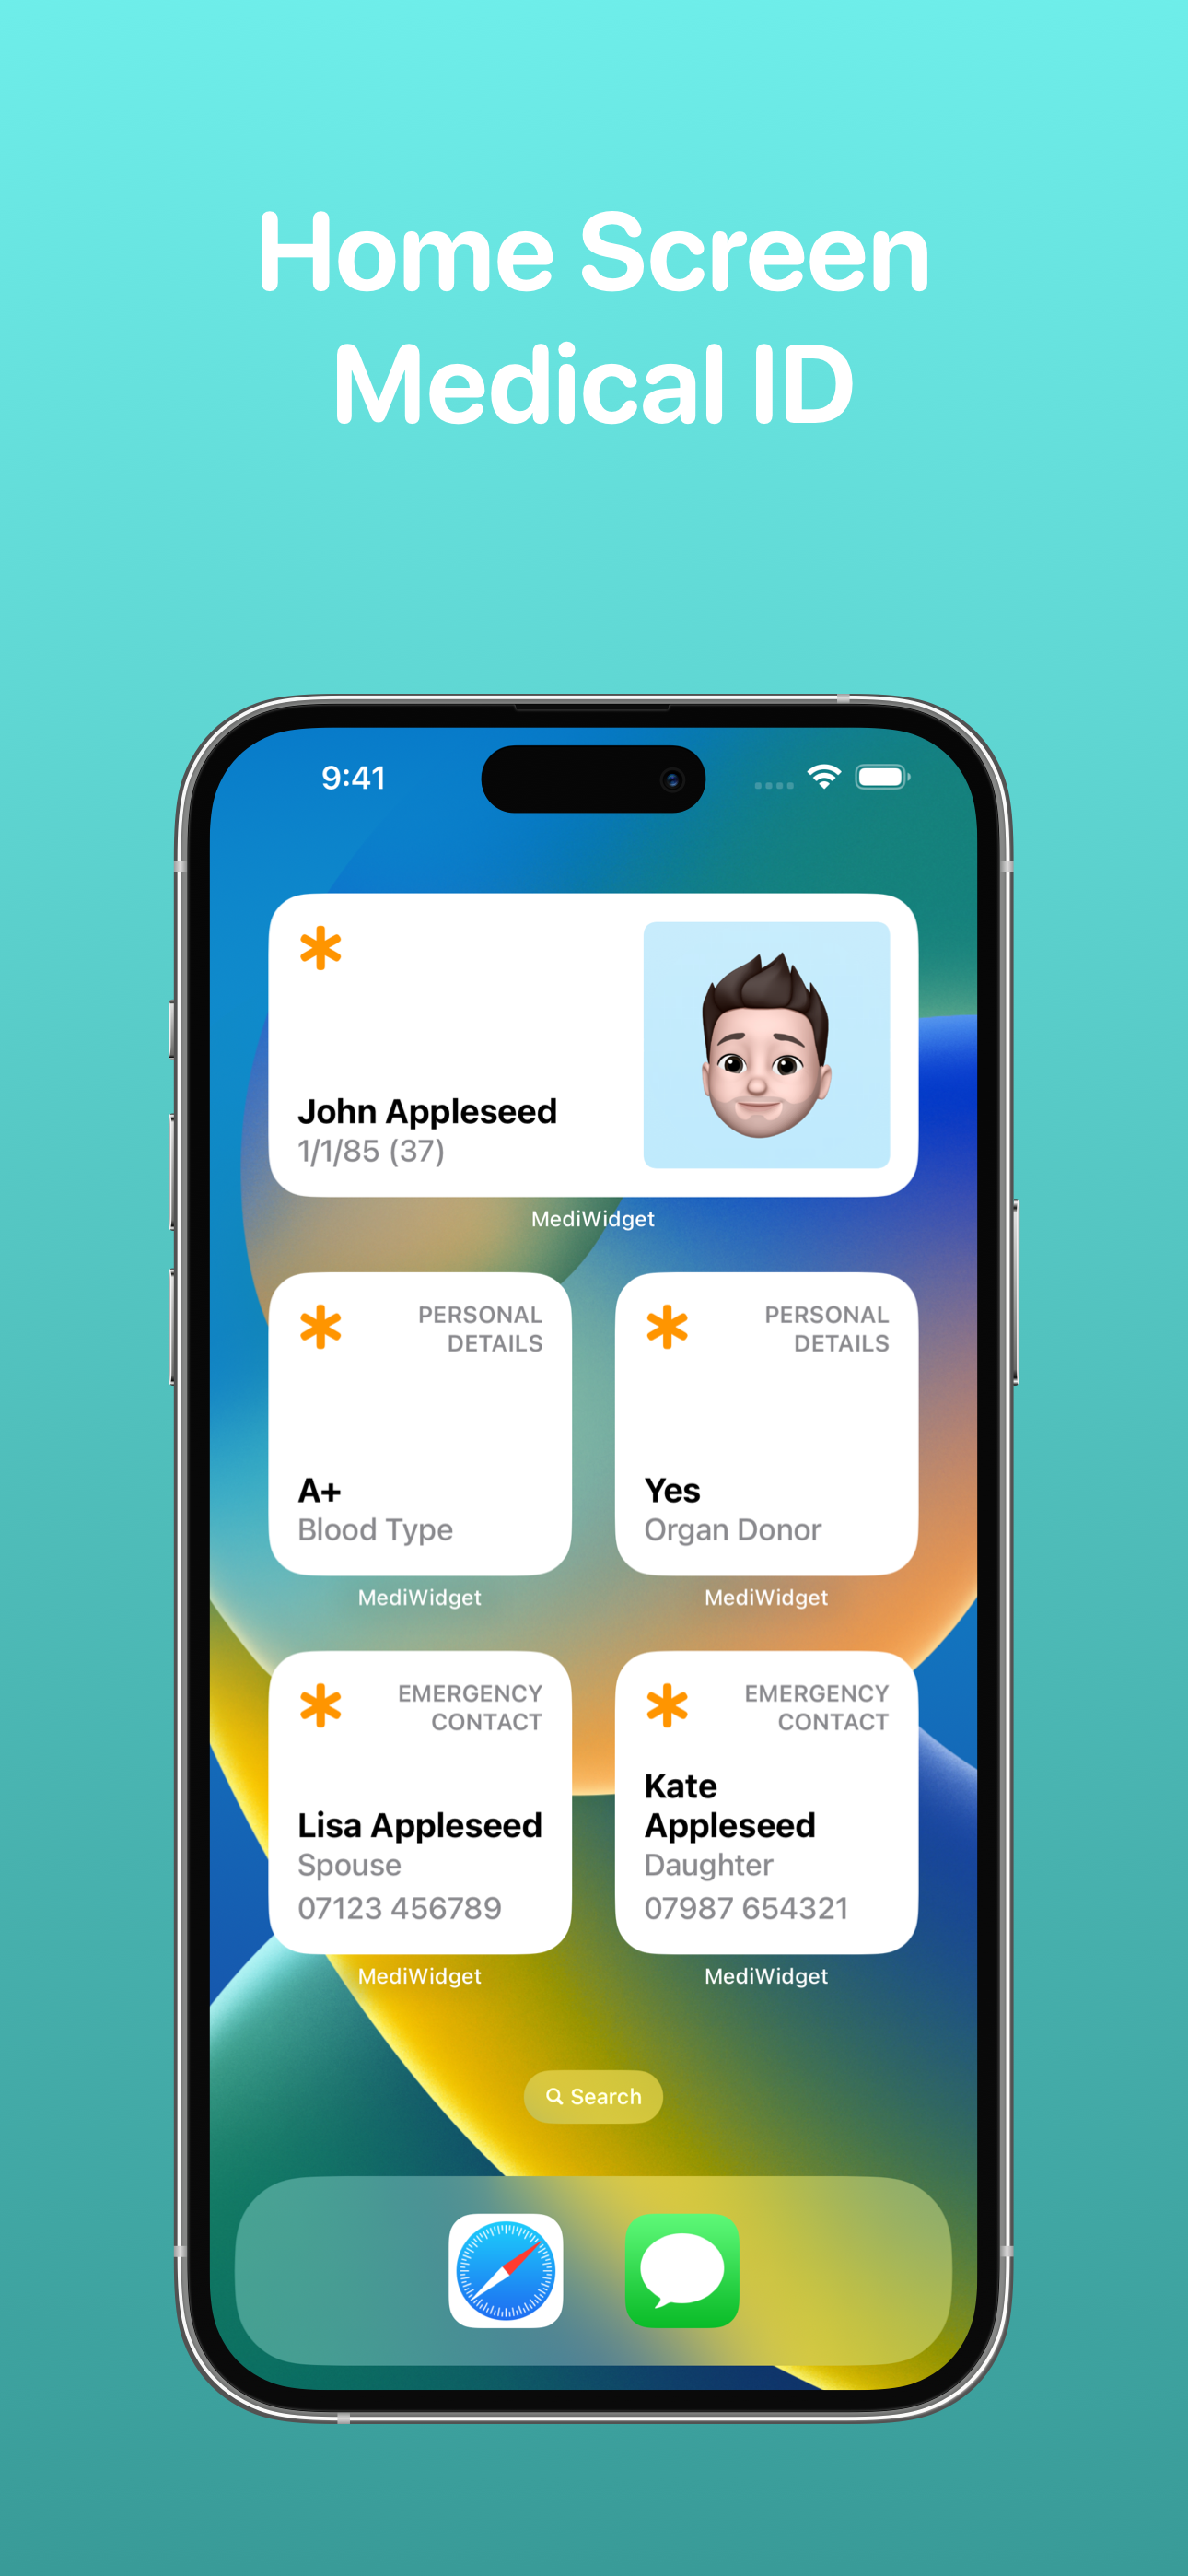 Home Screen
Medical ID
9:41
John Appleseed
1/1/85 (37)
MediWidget
PERSONAL
DETAILS
A+
Blood Type
MediWidget
PERSONAL
DETAILS
Yes
Organ Donor
MediWidget
EMERGENCY
CONTACT
Lisa Appleseed
Spouse
07123 456789
MediWidget
EMERGENCY
CONTACT
Kate
Appleseed
Daughter
07987 654321
MediWidget
Search